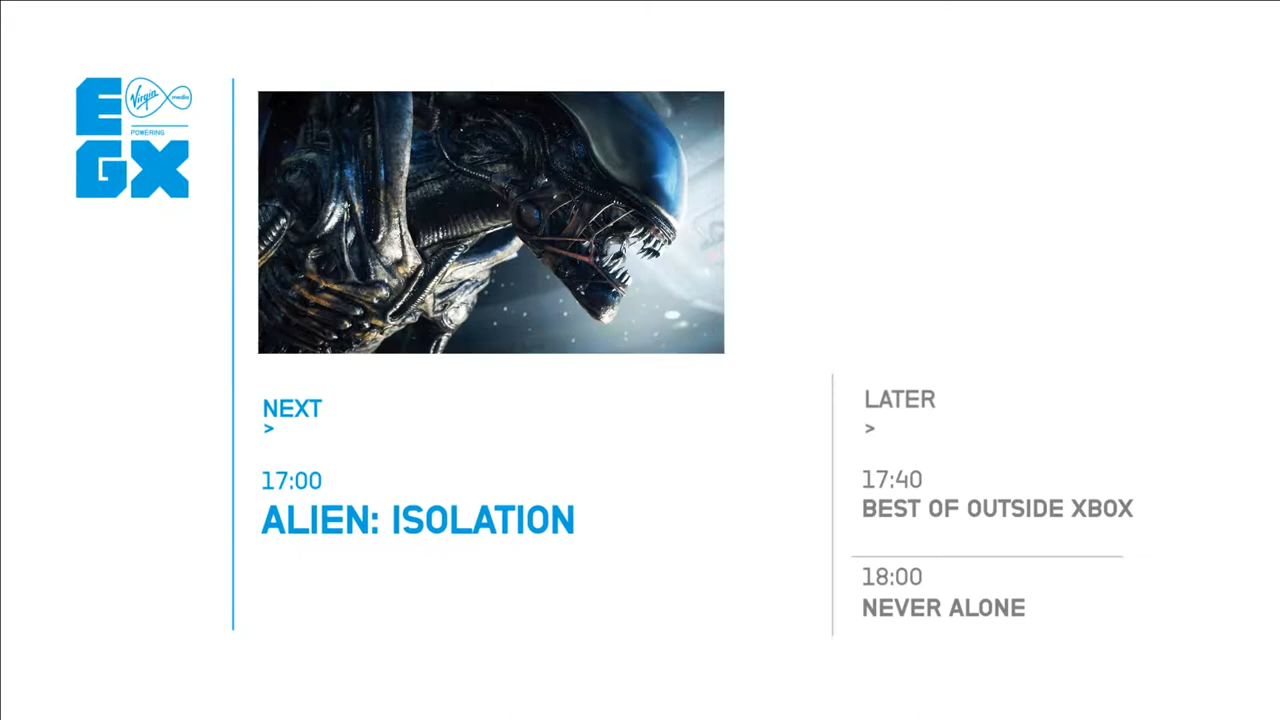 E
Virgin media
POWERING
GX
NEXT
>
17:00
ALIEN: ISOLATION
LATER
>
17:40
BEST OF OUTSIDE XBOX
18:00
NEVER ALONE